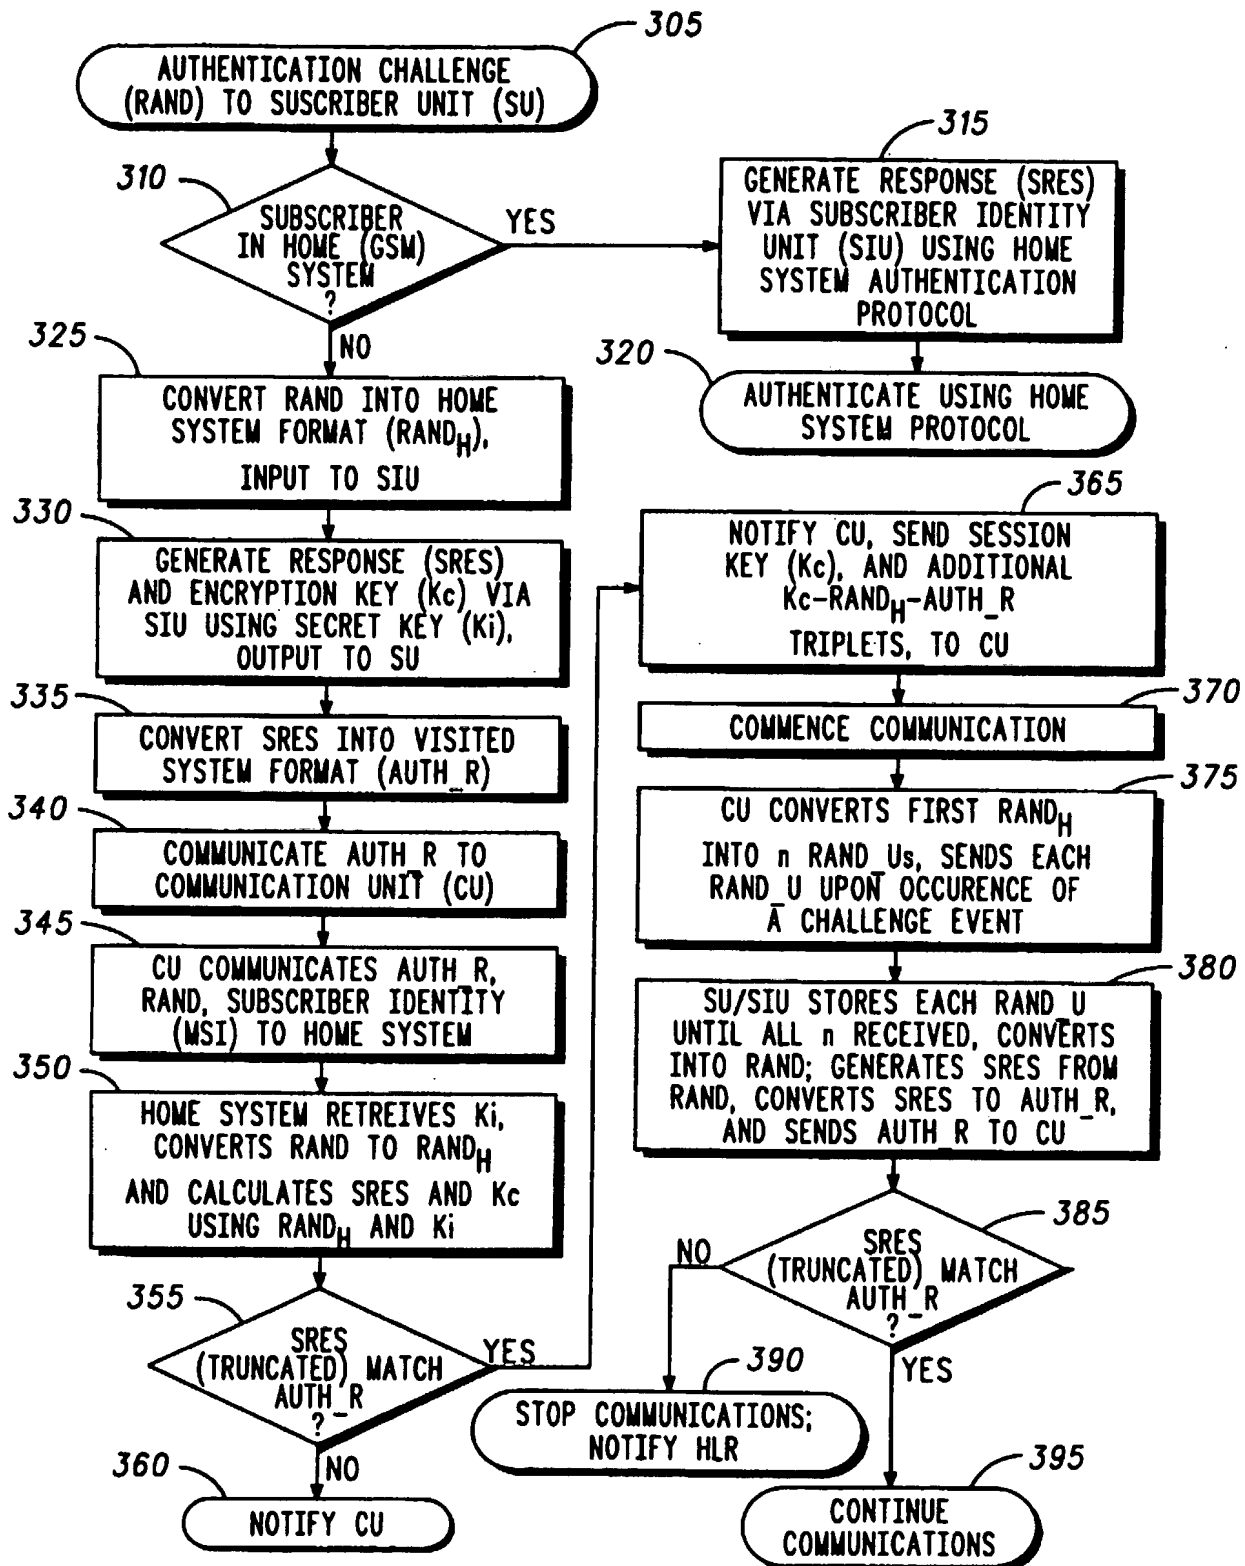 305
AUTHENTICATION CHALLENGE
(RAND) TO SUSCRIBER UNIT (SU)
310
SUBSCRIBER
IN HOME (GSM)
SYSTEM
?
YES
NO
315
GENERATE RESPONSE (SRES)
VIA SUBSCRIBER IDENTITY
UNIT (SIU) USING HOME
SYSTEM AUTHENTICATION
PROTOCOL
320
AUTHENTICATE USING HOME
SYSTEM PROTOCOL
325
CONVERT RAND INTO HOME
SYSTEM FORMAT (RANDH),
INPUT TO SIU
330
GENERATE RESPONSE (SRES)
AND ENCRYPTION KEY (Kc) VIA
SIU USING SECRET KEY (Ki),
OUTPUT TO SU
335
CONVERT SRES INTO VISITED
SYSTEM FORMAT (AUTH_R)
340
COMMUNICATE AUTH_R TO
COMMUNICATION UNIT (CU)
345
CU COMMUNICATES AUTH_R,
RAND, SUBSCRIBER IDENTITY
(MSI) TO HOME SYSTEM
350
HOME SYSTEM RETREIVES Ki,
CONVERTS RAND TO RANDH
AND CALCULATES SRES AND Kc
USING RANDH AND Ki
355
SRES
(TRUNCATED) MATCH
AUTH_R
?
YES
NO
360
NOTIFY CU
365
NOTIFY CU, SEND SESSION
KEY (Kc), AND ADDITIONAL
Kc-RANDH-AUTH_R
TRIPLETS, TO CU
370
COMMENCE COMMUNICATION
375
CU CONVERTS FIRST RANDH
INTO n RAND_Us, SENDS EACH
RAND_U UPON OCCURENCE OF
A CHALLENGE EVENT
380
SU/SIU STORES EACH RAND_U
UNTIL ALL n RECEIVED, CONVERTS
INTO RAND; GENERATES SRES FROM
RAND, CONVERTS SRES TO AUTH_R,
AND SENDS AUTH_R TO CU
385
SRES
(TRUNCATED) MATCH
AUTH_R
?
NO
YES
390
STOP COMMUNICATIONS;
NOTIFY HLR
395
CONTINUE
COMMUNICATIONS